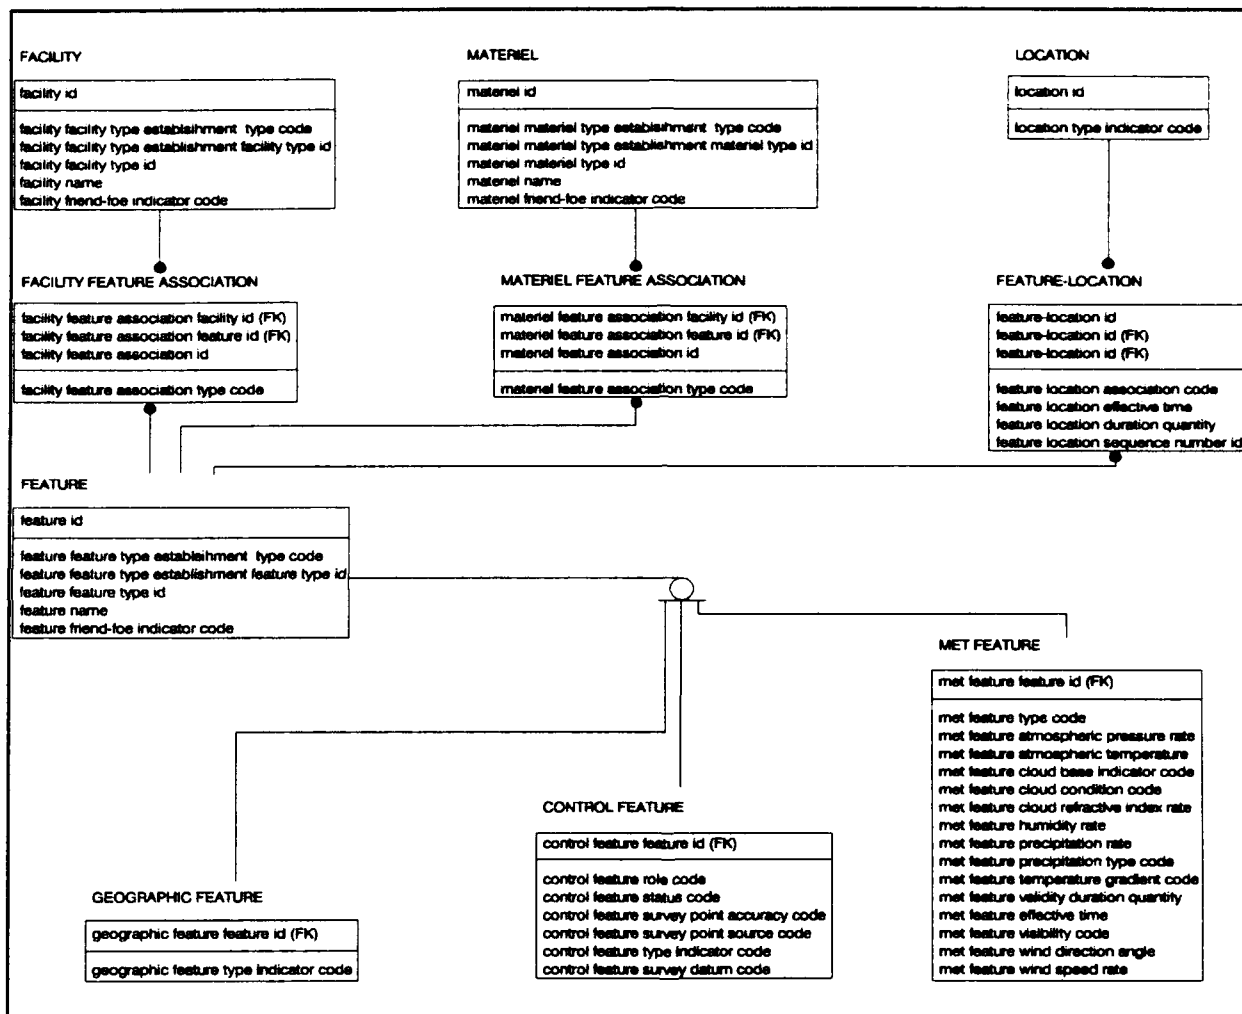 FACILITY
facility id
facility facility type establsihment type code
facility facility type establishment facility type id
facility facility type id
facility name
facility friend-foe indicator code
MATERIEL
materiel id
materiel materiel type establsihment type code
materiel materiel type establishment materiel type id
materiel materiel type id
materiel name
materiel friend-foe indicator code
LOCATION
location id
location type indicator code
FACILITY FEATURE ASSOCIATION
facility feature association facility id (FK)
facility feature association feature id (FK)
facility feature association id
facility feature association type code
MATERIEL FEATURE ASSOCIATION
materiel feature association facility id (FK)
materiel feature association feature id (FK)
materiel feature association id
materiel feature association type code
FEATURE-LOCATION
feature-location id
feature-location id (FK)
feature-location id (FK)
feature location association code
feature location effective time
feature location duration quantity
feature location sequence number id
FEATURE
feature id
feature feature type establsihment type code
feature feature type establishment feature type id
feature feature type id
feature name
feature friend-foe indicator code
MET FEATURE
met feature feature id (FK)
met feature type code
met feature atmospheric pressure rate
met feature atmospheric temperature
met feature cloud base indicator code
met feature cloud condition code
met feature cloud refractive index rate
met feature humidity rate
met feature precipitation rate
met feature precipitation type code
met feature temperature gradient code
met feature validity duration quantity
met feature effective time
met feature visibility code
met feature wind direction angle
met feature wind speed rate
CONTROL FEATURE
control feature feature id (FK)
control feature role code
control feature status code
control feature survey point accuracy code
control feature survey point source code
control feature type indicator code
control feature survey datum code
GEOGRAPHIC FEATURE
geographic feature feature id (FK)
geographic feature type indicator code